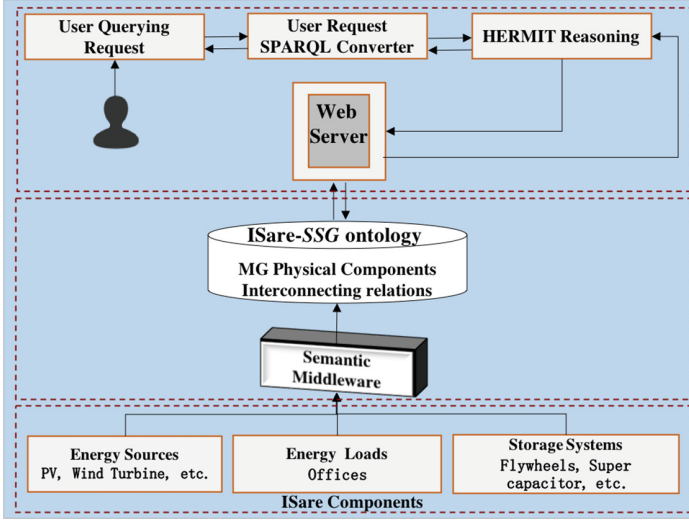 User Querying
Request
User Request
SPARQL Converter
HERMIT Reasoning
Web
Server
ISare-SSG ontology
MG Physical Components
Interconnecting relations
Semantic
Middleware
Energy Sources
PV, Wind Turbine, etc.
Energy Loads
Offices
Storage Systems
Flywheels, Super
capacitor, etc.
ISare Components